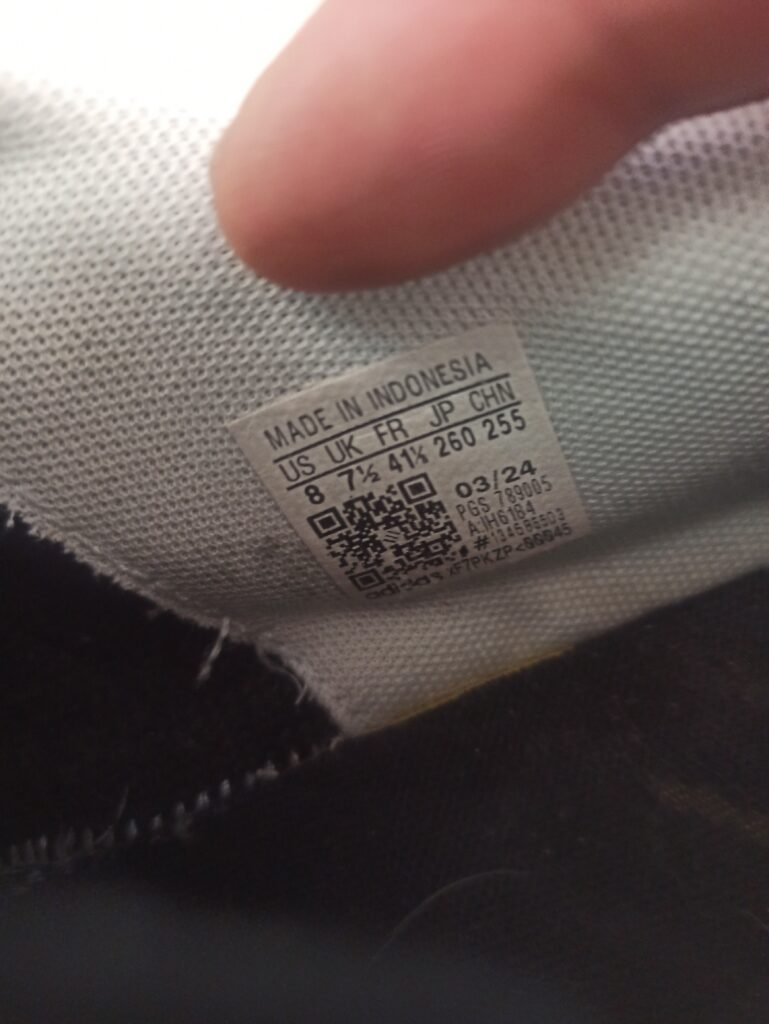 MADE IN INDONESIA
US UK FR JP CHN
8 7½ 41⅓ 260 255
03/24
PGS 789005
A:IH6184
adidas